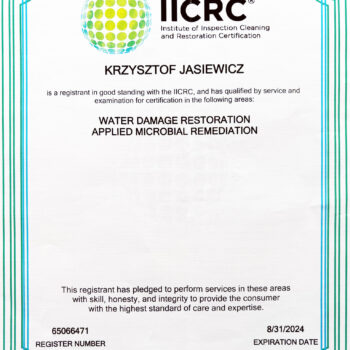 IICRC®
Institute of Inspection Cleaning
and Restoration Certification
KRZYSZTOF JASIEWICZ
is a registrant in good standing with the IICRC, and has qualified by service and
examination for certification in the following areas:
WATER DAMAGE RESTORATION
APPLIED MICROBIAL REMEDIATION
This registrant has pledged to perform services in these areas
with skill, honesty, and integrity to provide the consumer
with the highest standard of care and expertise.
65066471
8/31/2024
REGISTER NUMBER
EXPIRATION DATE